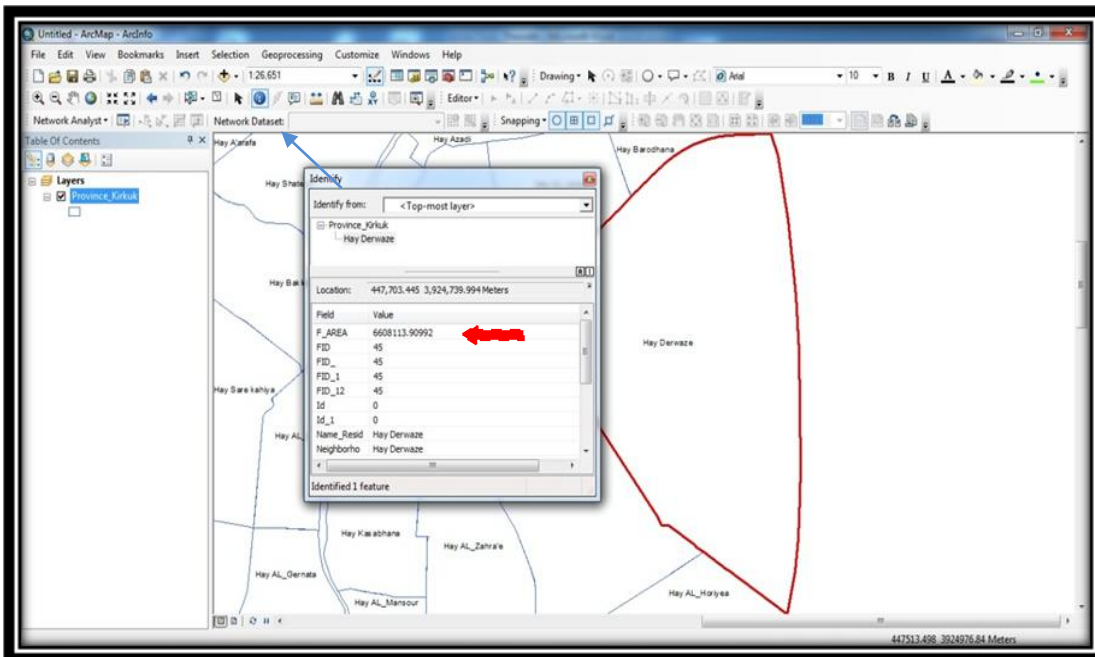 Untitled - ArcMap - ArcInfo
File Edit View Bookmarks Insert Selection Geoprocessing Customize Windows Help
1:26,651 Drawing Arial 10 B I U A
Editor
Network Analyst Network Dataset: Snapping
Table Of Contents
Layers
Province_Kirkuk
Hay A'arafa
Hay Azadi
Hay Barodhana
Identify
Identify from: <Top-most layer>
Province_Kirkuk
Hay Derwaze
Location: 447,703.445 3,924,739.994 Meters
Field Value
F_AREA 6608113.90992
FID 45
FID_ 45
FID_1 45
FID_12 45
Id 0
Id_1 0
Name_Resid Hay Derwaze
Neighborho Hay Derwaze
Identified 1 feature
Hay Derwaze
Hay Sare kahiya
Hay Kasabhana
Hay AL_Zahra'a
Hay AL_Gernata
Hay AL_Mansour
Hay AL_Horiyea
447513.498 3924976.84 Meters